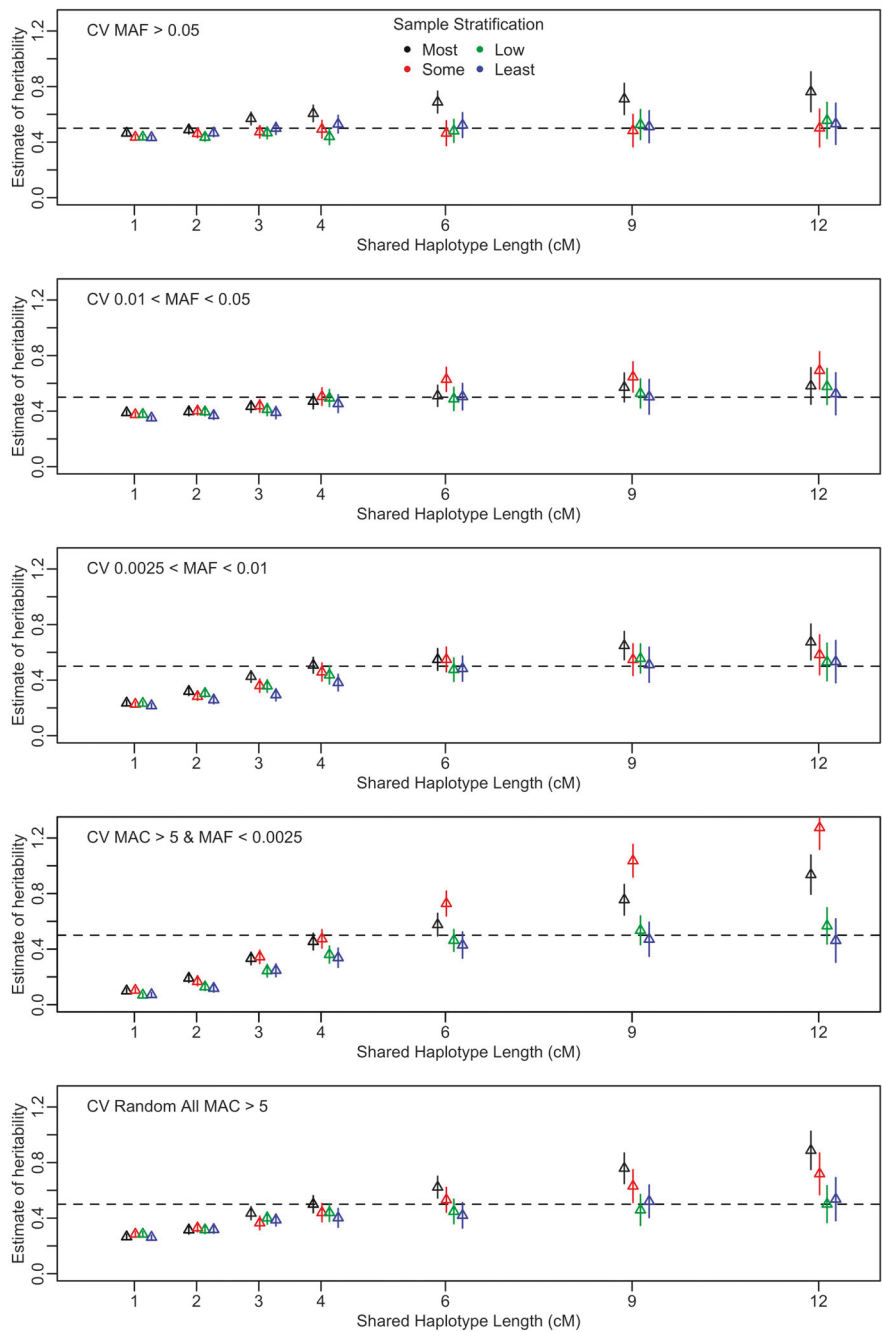 CV MAF > 0.05
Sample Stratification
Most Low
Some Least
Estimate of heritability
0.0 0.4 0.8 1.2
1 2 3 4 6 9 12
Shared Haplotype Length (cM)
CV 0.01 < MAF < 0.05
Estimate of heritability
0.0 0.4 0.8 1.2
1 2 3 4 6 9 12
Shared Haplotype Length (cM)
CV 0.0025 < MAF < 0.01
Estimate of heritability
0.0 0.4 0.8 1.2
1 2 3 4 6 9 12
Shared Haplotype Length (cM)
CV MAC > 5 & MAF < 0.0025
Estimate of heritability
0.0 0.4 0.8 1.2
1 2 3 4 6 9 12
Shared Haplotype Length (cM)
CV Random All MAC > 5
Estimate of heritability
0.0 0.4 0.8 1.2
1 2 3 4 6 9 12
Shared Haplotype Length (cM)